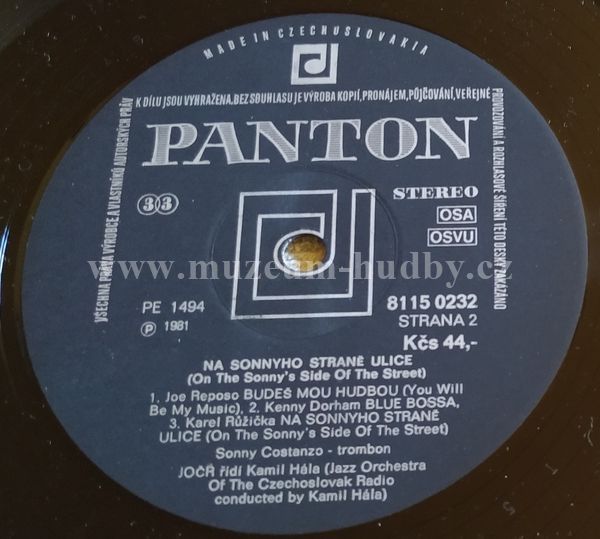 MADE IN CZECHOSLOVAKIA
K DÍLU JSOU VYHRAŽENA, BEZ SOUHLASU JE VÝROBA KOPIÍ, PRONÁJEM, PŮJČOVÁNÍ, VEŘEJNÉ
VŠECHNA PRÁVA VÝROBCE A VLASTNÍKŮ AUTORSKÝCH PRÁV
PROVOZOVÁNÍ A ROZHLASOVÉ ŠÍŘENÍ TÉTO DESKY ZAKÁZÁNO
PANTON
33
STEREO
OSA
OSVU
www.muzeum-hudby.cz
PE 1494
8115 0232
℗ 1981
STRANA 2
Kčs 44,-
NA SONNYHO STRANĚ ULICE
(On The Sonny's Side Of The Street)
1. Joe Reposo BUDEŠ MOU HUDBOU (You Will
Be My Music), 2. Kenny Dorham BLUE BOSSA,
3. Karel Růžička NA SONNYHO STRANĚ
ULICE (On The Sonny's Side Of The Street)
Sonny Costanzo - trombon
JOČR řídí Kamil Hála (Jazz Orchestra
Of The Czechoslovak Radio
conducted by Kamil Hála)